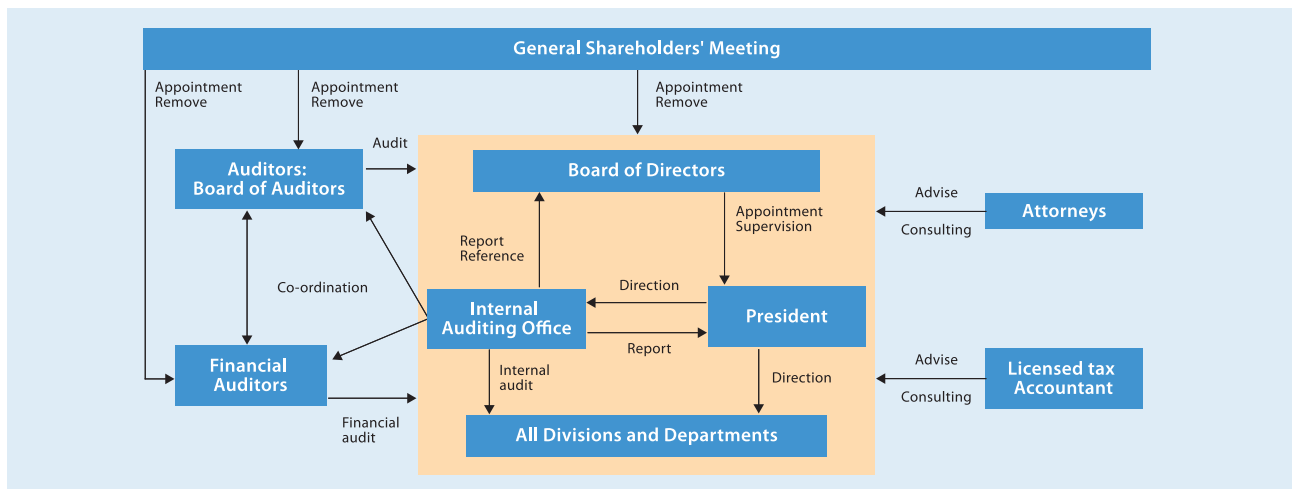 General Shareholders' Meeting
Appointment
Remove
Appointment
Remove
Appointment
Remove
Audit
Auditors:
Board of Auditors
Board of Directors
Advise
Attorneys
Consulting
Appointment
Supervision
Report
Reference
Co-ordination
Direction
Internal
Auditing Office
President
Report
Financial
Auditors
Internal
audit
Direction
Advise
Licensed tax
Accountant
Consulting
Financial
audit
All Divisions and Departments